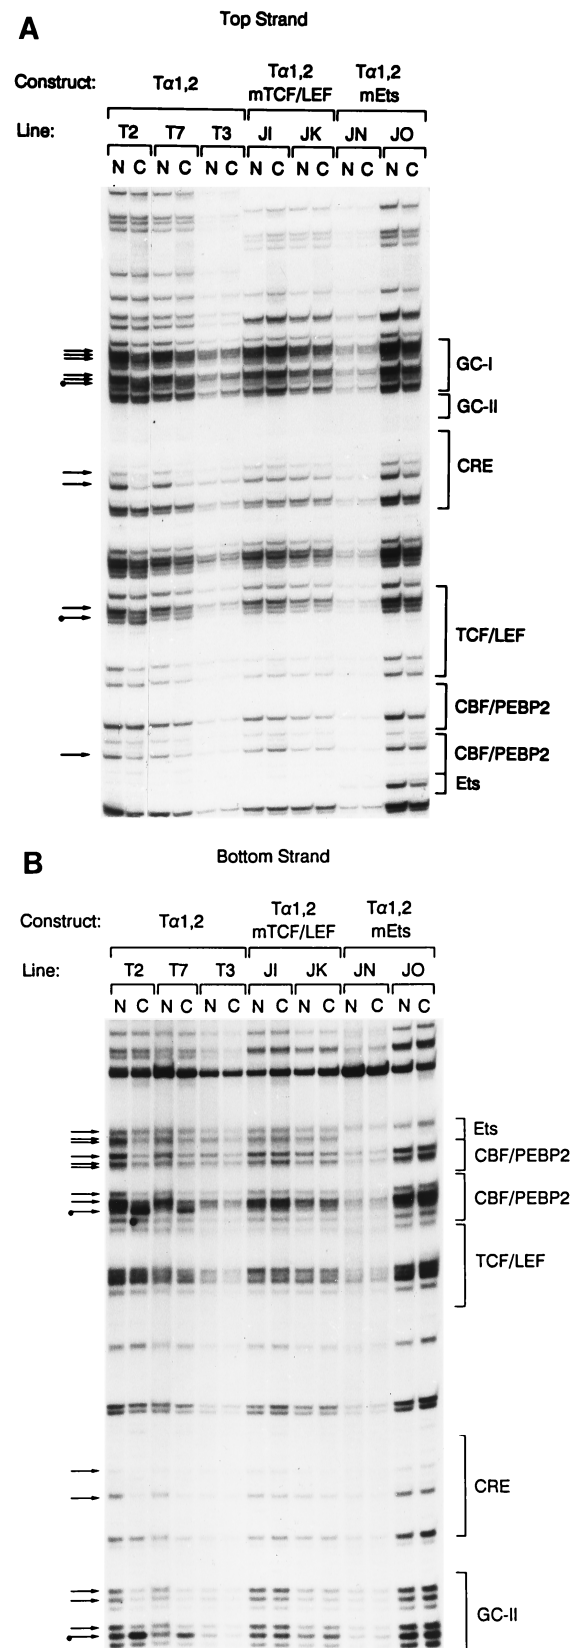 A
Top Strand
Construct: Tα1,2 Tα1,2 mTCF/LEF Tα1,2 mEts
Line: T2 T7 T3 JI JK JN JO
N C N C N C N C N C N C N C
GC-I
GC-II
CRE
TCF/LEF
CBF/PEBP2
CBF/PEBP2
Ets
B
Bottom Strand
Construct: Tα1,2 Tα1,2 mTCF/LEF Tα1,2 mEts
Line: T2 T7 T3 JI JK JN JO
N C N C N C N C N C N C N C
Ets
CBF/PEBP2
CBF/PEBP2
TCF/LEF
CRE
GC-II